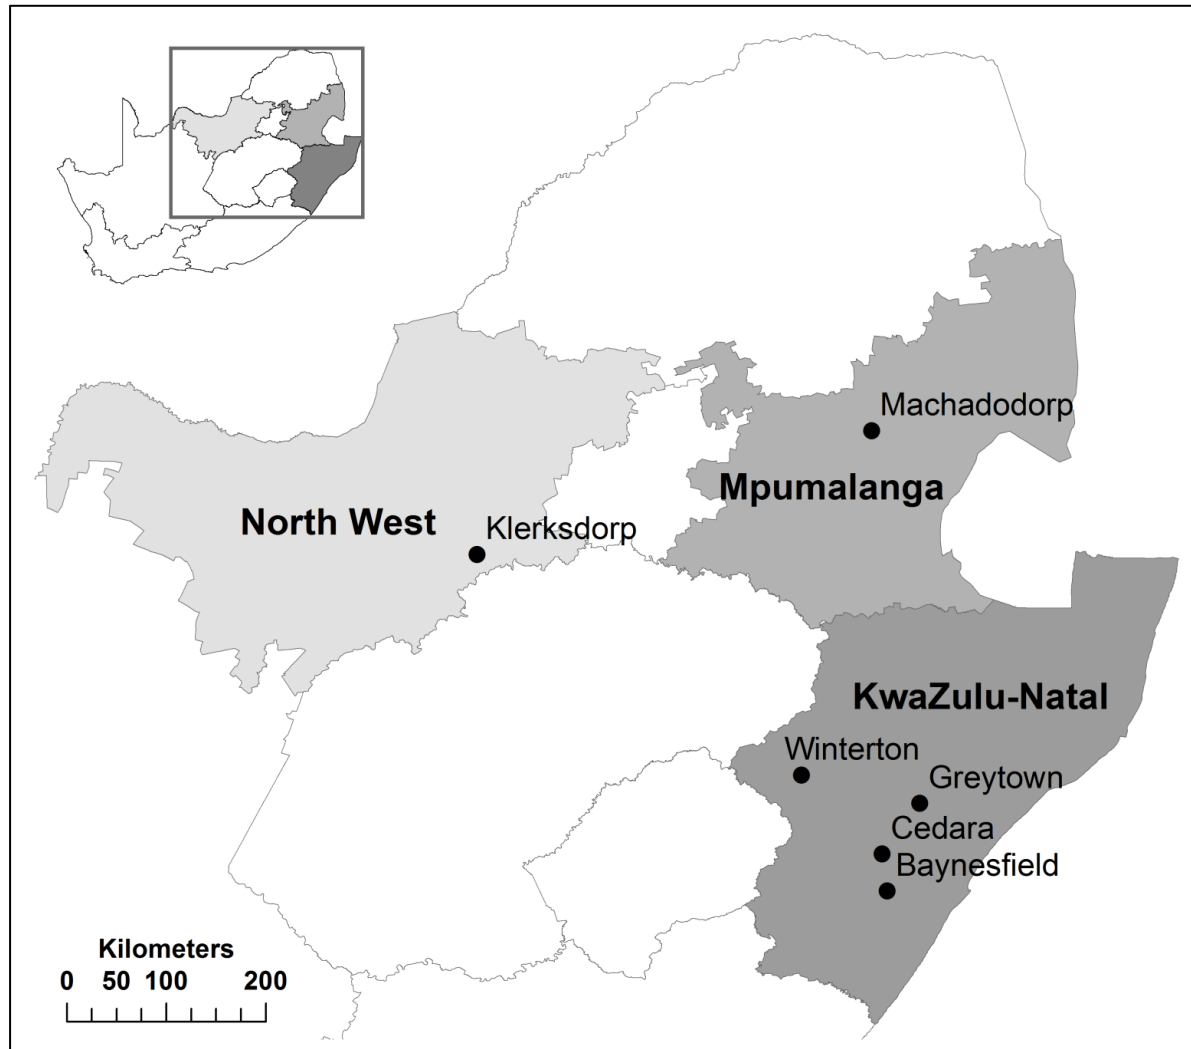 Machadodorp
Mpumalanga
North West
Klerksdorp
KwaZulu-Natal
Winterton
Greytown
Cedara
Baynesfield
Kilometers
0 50 100 200